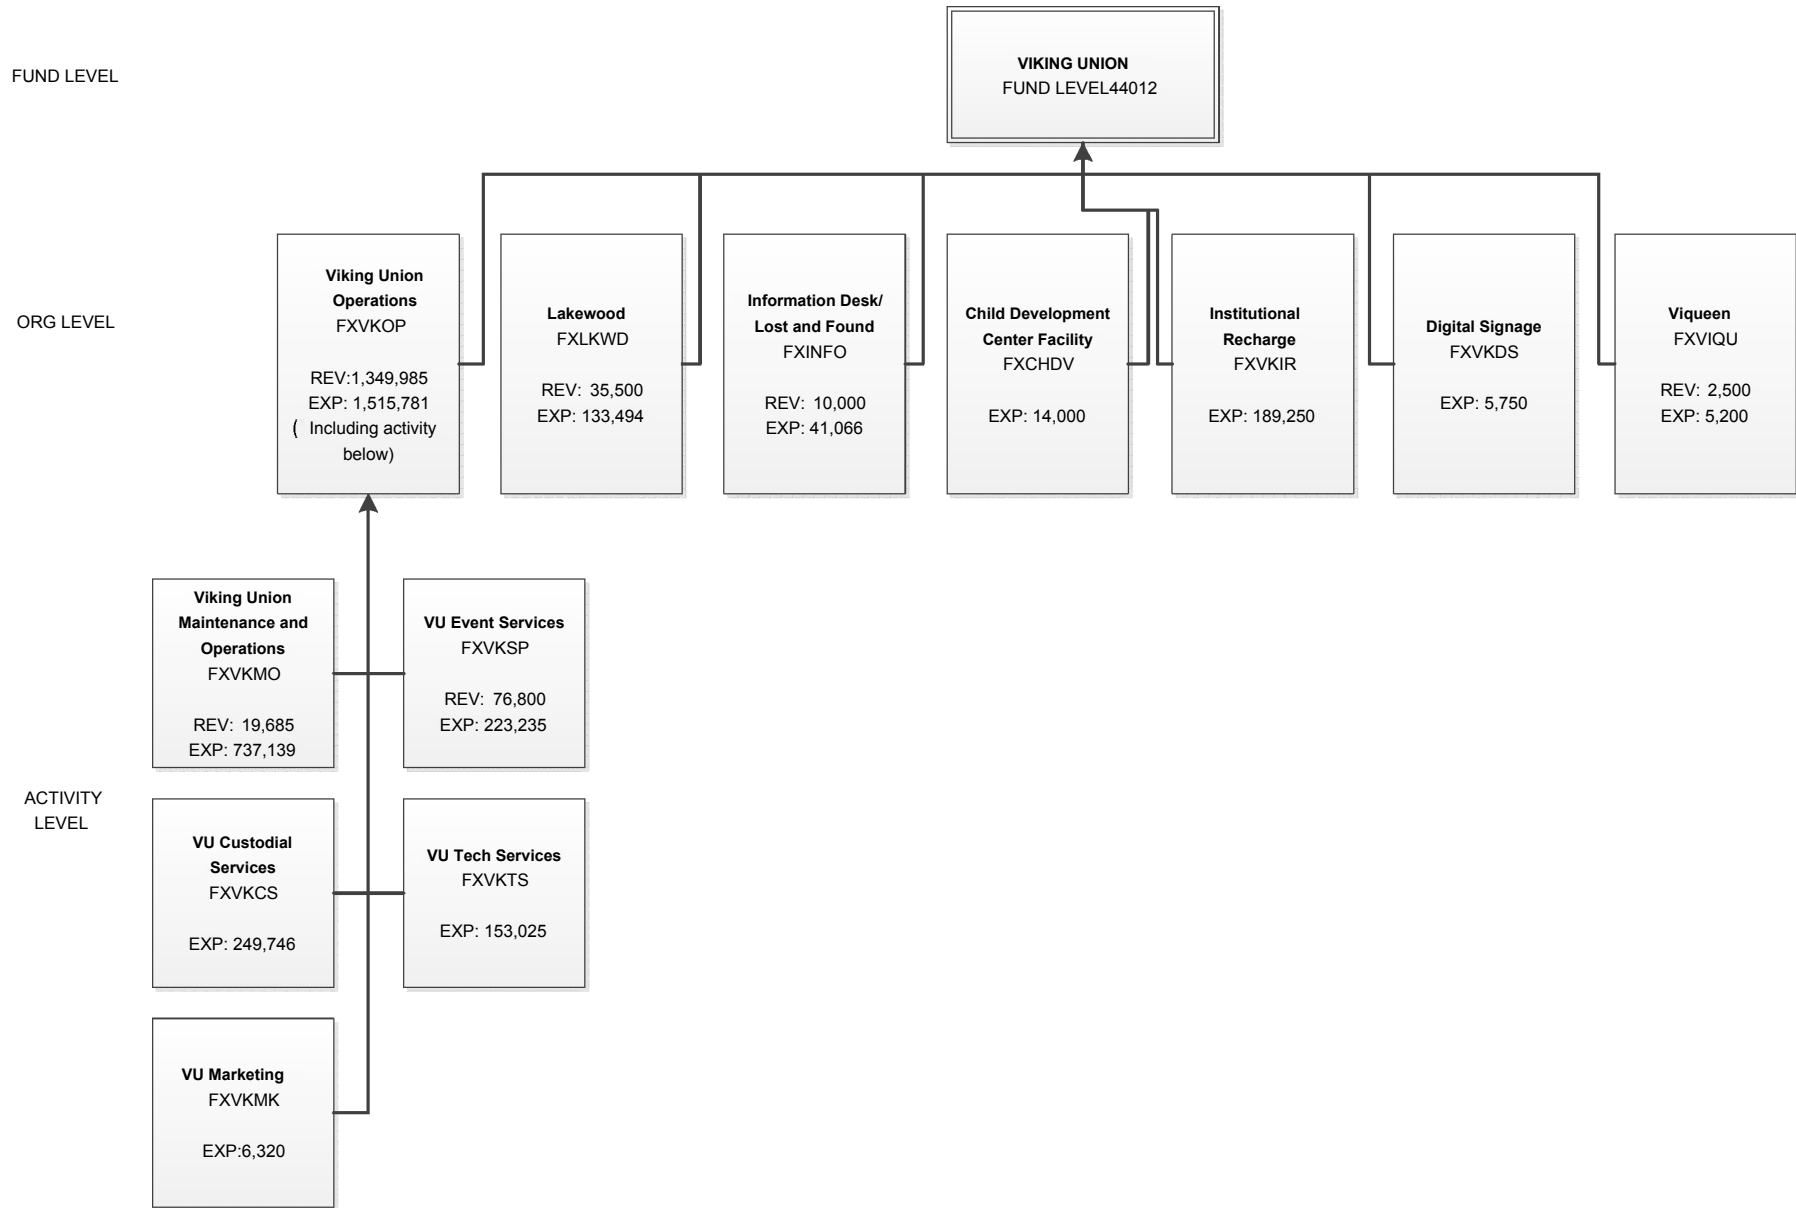 FUND LEVEL
VIKING UNION
FUND LEVEL44012
ORG LEVEL
Viking Union
Operations
FXVKOP
REV:1,349,985
EXP: 1,515,781
( Including activity
below)
Lakewood
FXLKWD
REV: 35,500
EXP: 133,494
Information Desk/
Lost and Found
FXINFO
REV: 10,000
EXP: 41,066
Child Development
Center Facility
FXCHDV
EXP: 14,000
Institutional
Recharge
FXVKIR
EXP: 189,250
Digital Signage
FXVKDS
EXP: 5,750
Viqueen
FXVIQU
REV: 2,500
EXP: 5,200
ACTIVITY
LEVEL
Viking Union
Maintenance and
Operations
FXVKMO
REV: 19,685
EXP: 737,139
VU Event Services
FXVKSP
REV: 76,800
EXP: 223,235
VU Custodial
Services
FXVKCS
EXP: 249,746
VU Tech Services
FXVKTS
EXP: 153,025
VU Marketing
FXVKMK
EXP:6,320